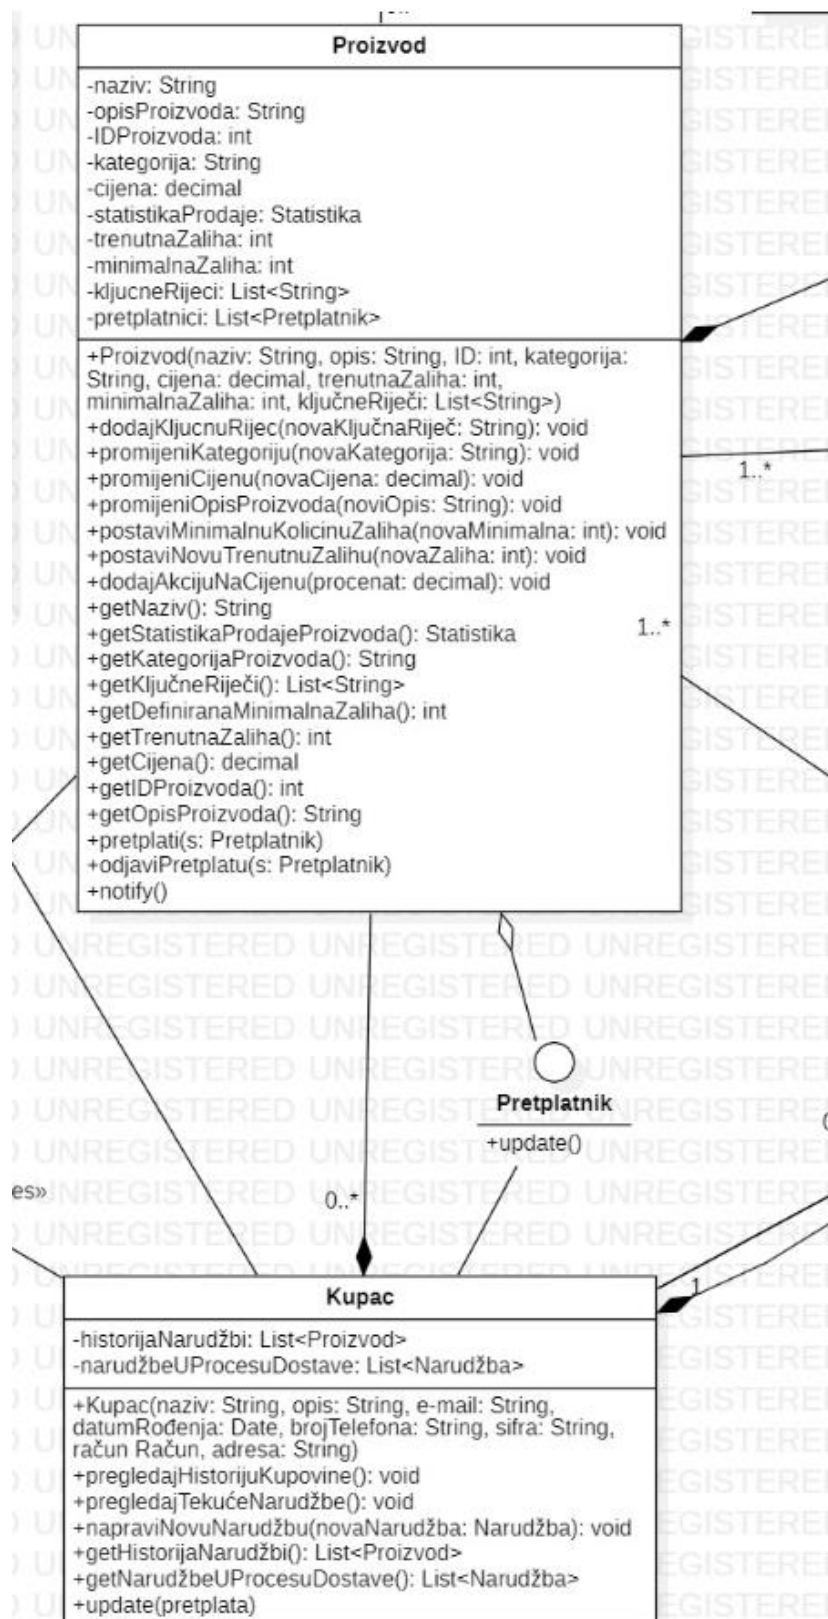 Proizvod
-naziv: String
-opisProizvoda: String
-IDProizvoda: int
-kategorija: String
-cijena: decimal
-statistikaProdaje: Statistika
-trenutnaZaliha: int
-minimalnaZaliha: int
-kljucneRijeci: List<String>
-pretplatnici: List<Pretplatnik>
+Proizvod(naziv: String, opis: String, ID: int, kategorija:
String, cijena: decimal, trenutnaZaliha: int,
minimalnaZaliha: int, ključneRiječi: List<String>)
+dodajKljucnuRijec(novaKljučnaRiječ: String): void
+promijeniKategoriju(novaKategorija: String): void
+promijeniCijenu(novaCijena: decimal): void
1..*
+promijeniOpisProizvoda(noviOpis: String): void
+postaviMinimalnuKolicinuZaliha(novaMinimalna: int): void
+postaviNovuTrenutnuZalihu(novaZaliha: int): void
+dodajAkcijuNaCijenu(procenat: decimal): void
+getNaziv(): String
+getStatistikaProdajeProizvoda(): Statistika
1..*
+getKategorijaProizvoda(): String
+getKljučneRiječi(): List<String>
+getDefiniranaMinimalnaZaliha(): int
+getTrenutnaZaliha(): int
+getCijena(): decimal
+getIDProizvoda(): int
+getOpisProizvoda(): String
+pretplati(s: Pretplatnik)
+odjaviPretplatu(s: Pretplatnik)
+notify()
UNREGISTERED UNREGISTERED UNREGISTERED
Pretplatnik
+update()
es»
0..*
1
Kupac
-historijaNarudžbi: List<Proizvod>
-narudžbeUProcesuDostave: List<Narudžba>
+Kupac(naziv: String, opis: String, e-mail: String,
datumRođenja: Date, brojTelefona: String, sifra: String,
račun Račun, adresa: String)
+pregledajHistorijuKupovine(): void
+pregledajTekućeNarudžbe(): void
+napraviNovuNarudžbu(novaNarudžba: Narudžba): void
+getHistorijaNarudžbi(): List<Proizvod>
+getNarudžbeUProcesuDostave(): List<Narudžba>
+update(pretplata)